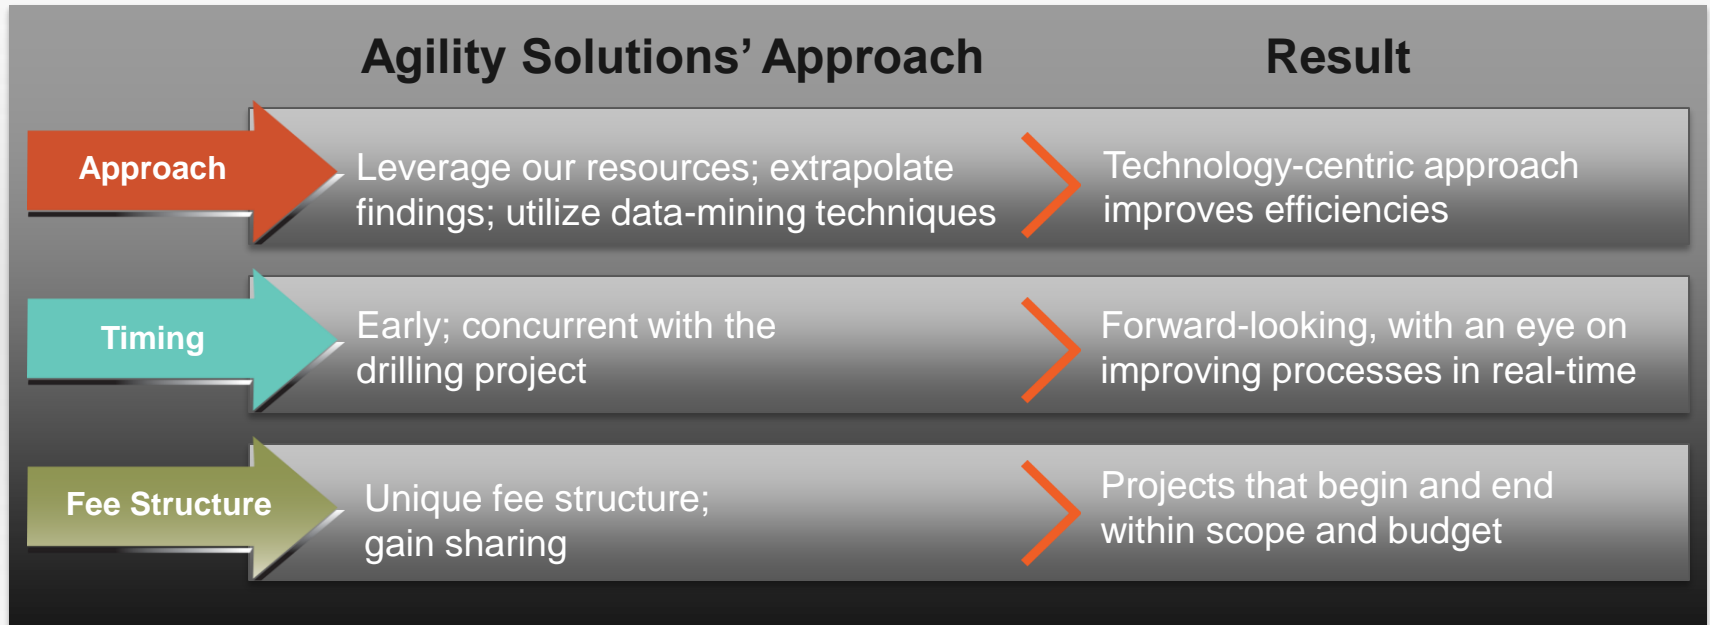 Agility Solutions’ Approach
Result
Approach
Leverage our resources; extrapolate
findings; utilize data-mining techniques
Technology-centric approach
improves efficiencies
Timing
Early; concurrent with the
drilling project
Forward-looking, with an eye on
improving processes in real-time
Fee Structure
Unique fee structure;
gain sharing
Projects that begin and end
within scope and budget